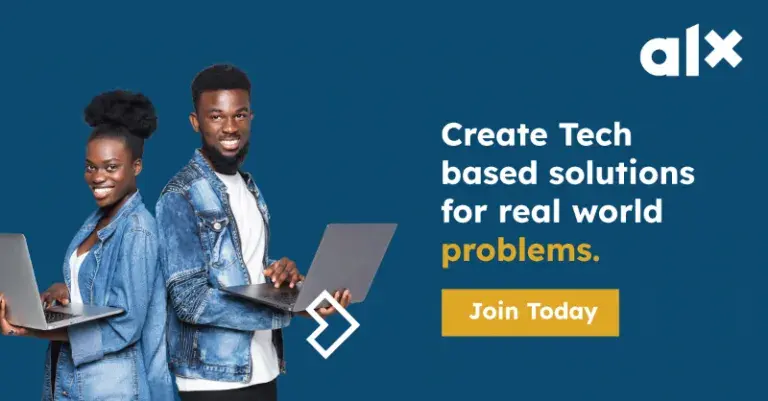 alx
Create Tech
based solutions
for real world
problems.
Join Today